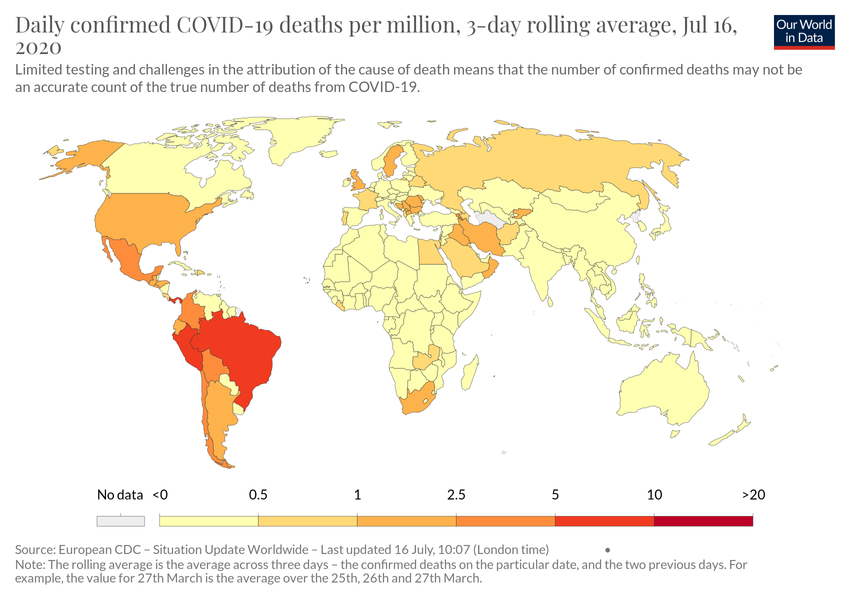 Daily confirmed COVID-19 deaths per million, 3-day rolling average, Jul 16,
2020
Our World
in Data
Limited testing and challenges in the attribution of the cause of death means that the number of confirmed deaths may not be
an accurate count of the true number of deaths from COVID-19.
No data <0 0.5 1 2.5 5 10 >20
Source: European CDC – Situation Update Worldwide – Last updated 16 July, 10:07 (London time) •
Note: The rolling average is the average across three days – the confirmed deaths on the particular date, and the two previous days. For
example, the value for 27th March is the average over the 25th, 26th and 27th March.